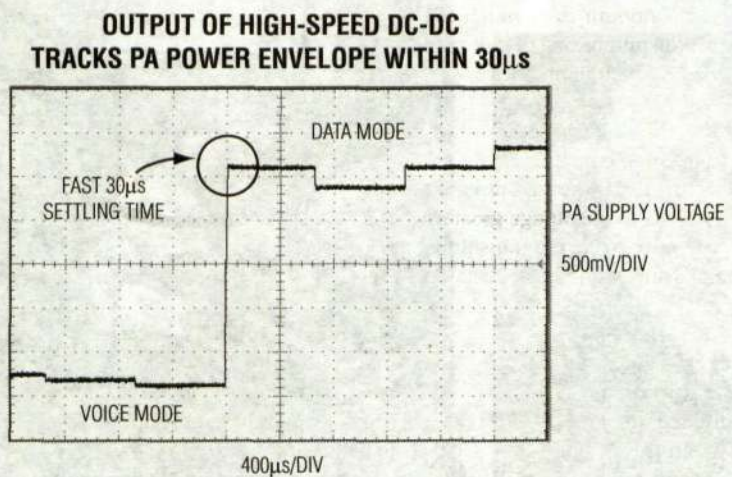 OUTPUT OF HIGH-SPEED DC-DC
TRACKS PA POWER ENVELOPE WITHIN 30μs
DATA MODE
FAST 30μs
SETTLING TIME
PA SUPPLY VOLTAGE
500mV/DIV
VOICE MODE
400μs/DIV